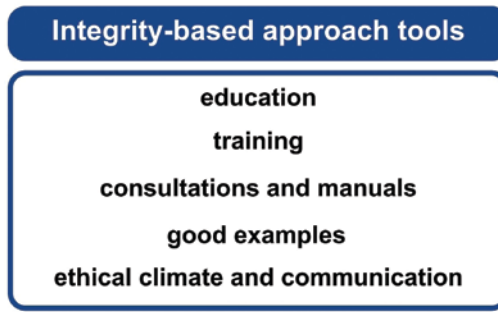 Integrity-based approach tools
education
training
consultations and manuals
good examples
ethical climate and communication